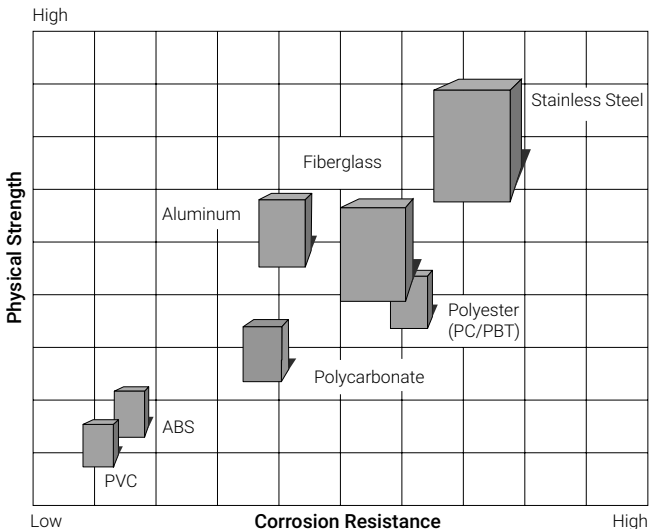 High
Stainless Steel
Fiberglass
Aluminum
Physical Strength
Polyester
(PC/PBT)
Polycarbonate
ABS
PVC
Low
Corrosion Resistance
High